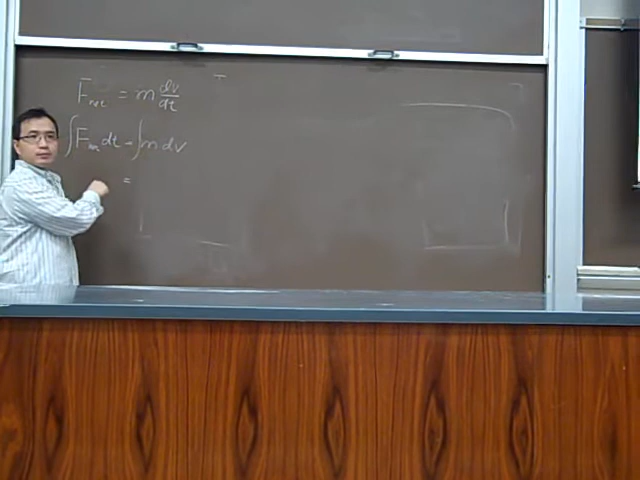 F_net = m dv/dt
∫F_net dt = ∫m dv
=